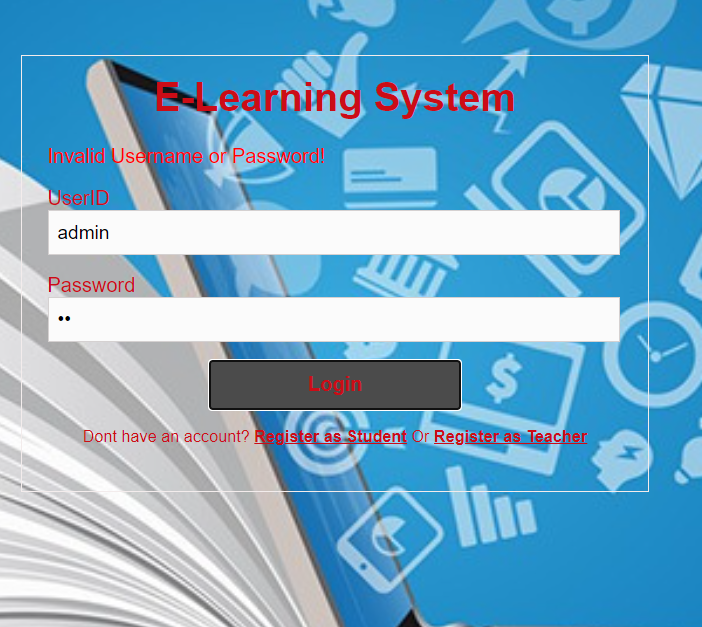 E-Learning System
Invalid Username or Password!
UserID
admin
Password
••
Login
Dont have an account? Register as Student Or Register as Teacher